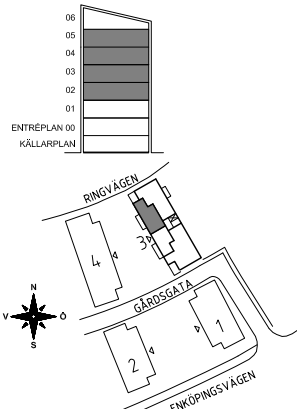 06
05
04
03
02
01
ENTRÉPLAN 00
KÄLLARPLAN
RINGVÄGEN
4
3
GÅRDSGATA
N
V
Ö
S
2
1
ENKÖPINGSVÄGEN